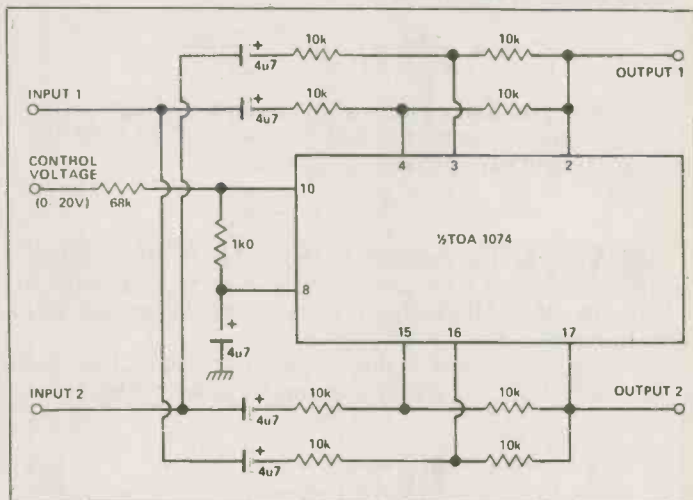 10k 10k
4u7
OUTPUT 1
INPUT 1
10k 10k
4u7
CONTROL
VOLTAGE
(0 20V)
68k
4 3 2
10
1k0
½TOA 1074
8
4u7
15 16 17
INPUT 2
10k 10k
OUTPUT 2
4u7
10k 10k
4u7